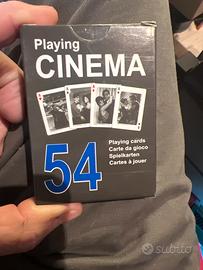 Playing
CINEMA
54
Playing cards
Carte da gioco
Spielkarten
Cartes à jouer
subito